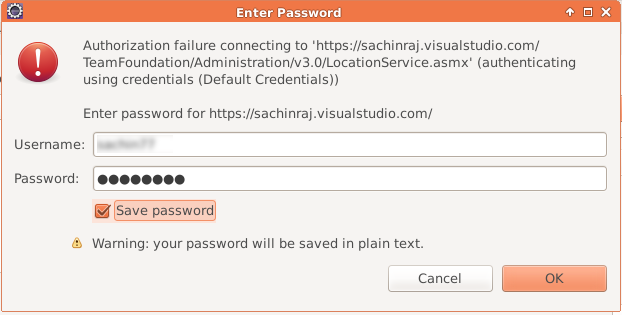 Enter Password
Authorization failure connecting to 'https://sachinraj.visualstudio.com/
TeamFoundation/Administration/v3.0/LocationService.asmx' (authenticating
using credentials (Default Credentials))
Enter password for https://sachinraj.visualstudio.com/
Username:
Password: ●●●●●●●●
Save password
Warning: your password will be saved in plain text.
Cancel OK